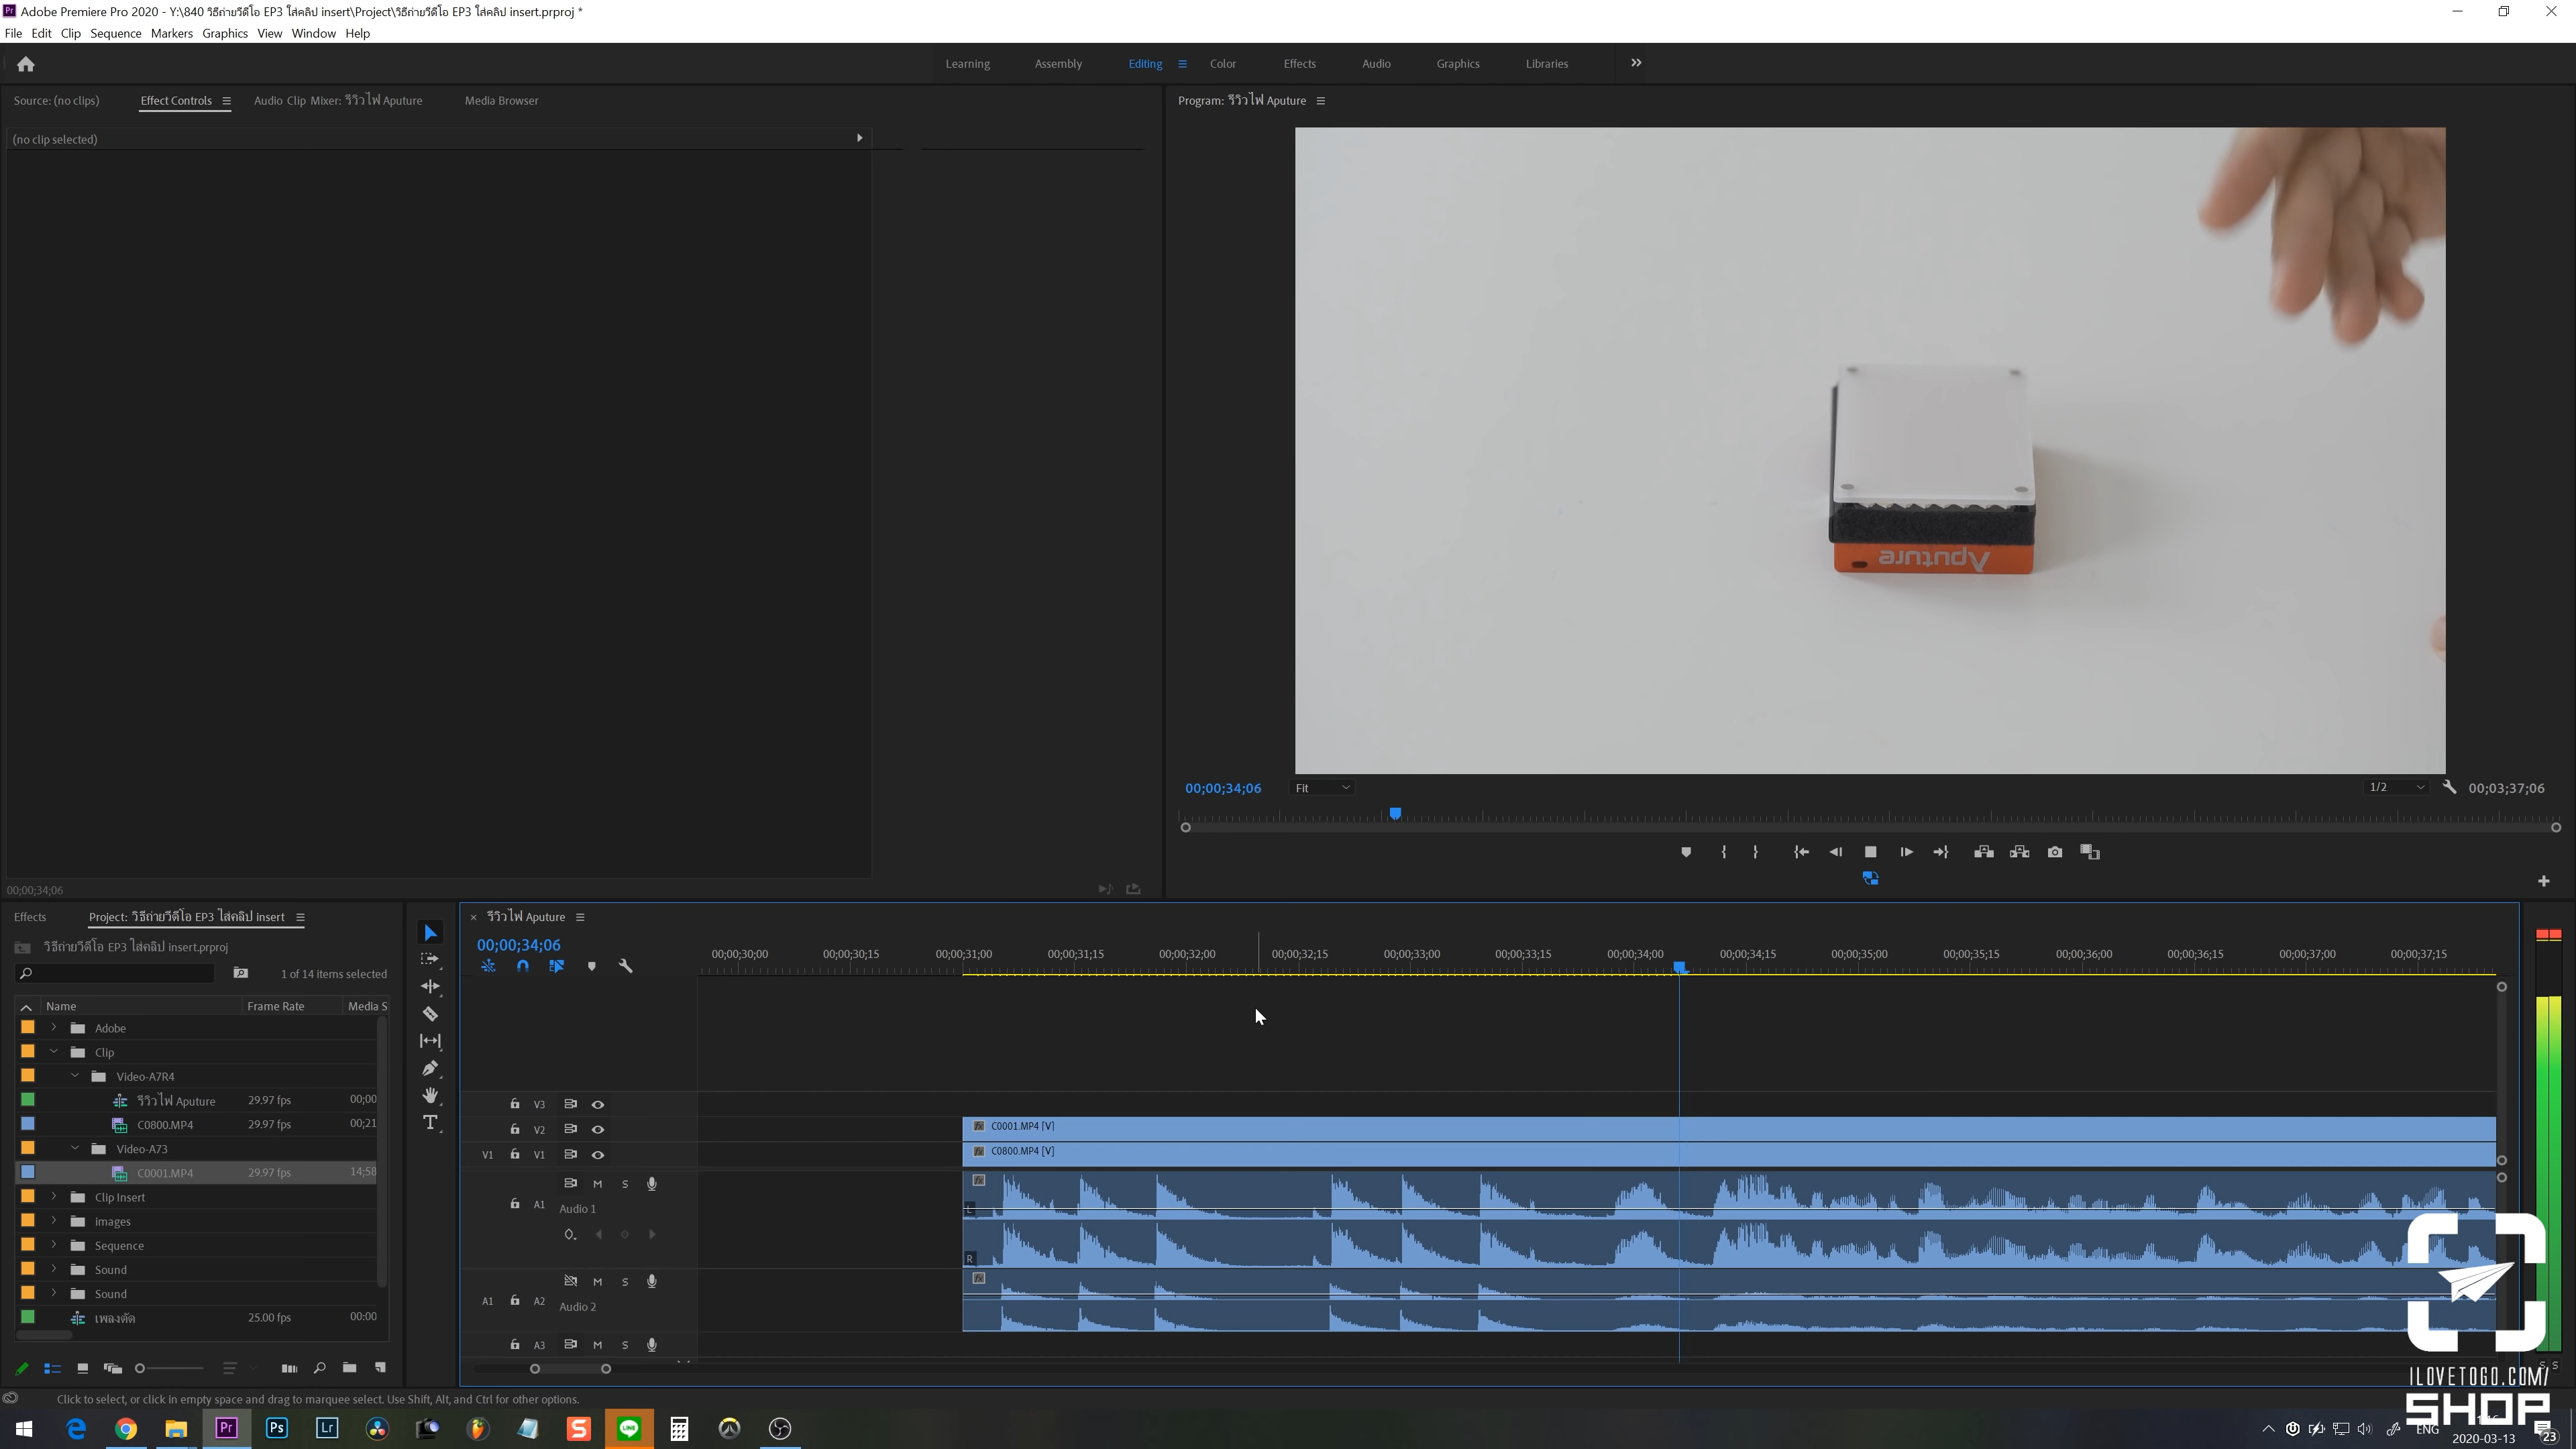 Adobe Premiere Pro 2020 - Y:\840 วิธีถ่ายวีดีโอ EP3 ใส่คลิป insert\Project\วิธีถ่ายวีดีโอ EP3 ใส่คลิป insert.prproj *
File Edit Clip Sequence Markers Graphics View Window Help
Learning Assembly Editing Color Effects Audio Graphics Libraries
Source: (no clips) Effect Controls Audio Clip Mixer: รีวิวไฟ Aputure Media Browser
Program: รีวิวไฟ Aputure
(no clip selected)
Aputure
00;00;34;06 Fit 1/2 00;03;37;06
00;00;34;06
Effects Project: วิธีถ่ายวีดีโอ EP3 ใส่คลิป insert
วิธีถ่ายวีดีโอ EP3 ใส่คลิป insert.prproj
1 of 14 items selected
Name Frame Rate Media S
Adobe
Clip
Video-A7R4
รีวิวไฟ Aputure 29.97 fps 00;00
C0800.MP4 29.97 fps 00;21
Video-A73
C0001.MP4 29.97 fps 14;58
Clip Insert
images
Sequence
Sound
Sound
เพลงตัด 25.00 fps 00:00
รีวิวไฟ Aputure
00;00;34;06
00;00;30;00 00;00;30;15 00;00;31;00 00;00;31;15 00;00;32;00 00;00;32;15 00;00;33;00 00;00;33;15 00;00;34;00 00;00;34;15 00;00;35;00 00;00;35;15 00;00;36;00 00;00;36;15 00;00;37;00 00;00;37;15
V3
V2 C0001.MP4 [V]
V1 V1 C0800.MP4 [V]
M S
A1 Audio 1
L
R
M S
A1 A2 Audio 2
A3 M S
S S
Click to select, or click in empty space and drag to marquee select. Use Shift, Alt, and Ctrl for other options.
ILOVETOGO.COM/
SHOP
ENG
2020-03-13
23